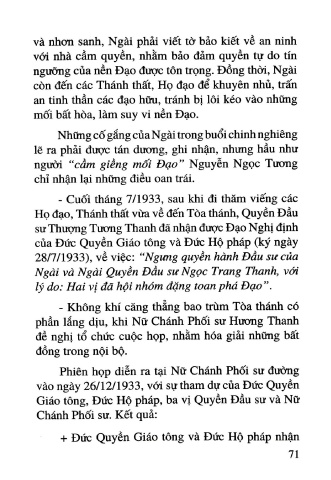 và nhơn sanh, Ngài phải viết tờ bảo kiết về an ninh
với nhà cầm quyền, nhằm bảo đảm quyền tự do tín
ngưỡng của nền Đạo được tôn trọng. Đồng thời, Ngài
còn đến các Thánh thất, Họ đạo để khuyên nhủ, trấn
an tinh thần các đạo hữu, tránh bị lôi kéo vào những
mối bất hòa, làm suy vi nền Đạo.
Những cố gắng của Ngài trong buổi chinh nghiêng
lẽ ra phải được tán dương, ghi nhận, nhưng hầu như
người "cầm giềng mối Đạo" Nguyễn Ngọc Tương
chỉ nhận lại những điều oan trái.
- Cuối tháng 7/1933, sau khi đi thăm viếng các
Họ đạo, Thánh thất vừa về đến Tòa thánh, Quyền Đầu
sư Thượng Tương Thanh đã nhận được Đạo Nghị định
của Đức Quyền Giáo tông và Đức Hộ pháp (ký ngày
28/7/1933), về việc: "Ngưng quyền hành Đầu sư của
Ngài và Ngài Quyền Đầu sư Ngọc Trang Thanh, với
lý do: Hai vị đã hội nhóm đặng toan phá Đạo".
- Không khí căng thẳng bao trùm Tòa thánh có
phần lắng dịu, khi Nữ Chánh Phối sư Hương Thanh
đề nghị tổ chức cuộc họp, nhằm hóa giải những bất
đồng trong nội bộ.
Phiên họp diễn ra tại Nữ Chánh Phối sư đường
vào ngày 26/12/1933, với sự tham dự của Đức Quyền
Giáo tông, Đức Hộ pháp, ba vị Quyền Đầu sư và Nữ
Chánh Phối sư. Kết quả:
+ Đức Quyền Giáo tông và Đức Hộ pháp nhận
71